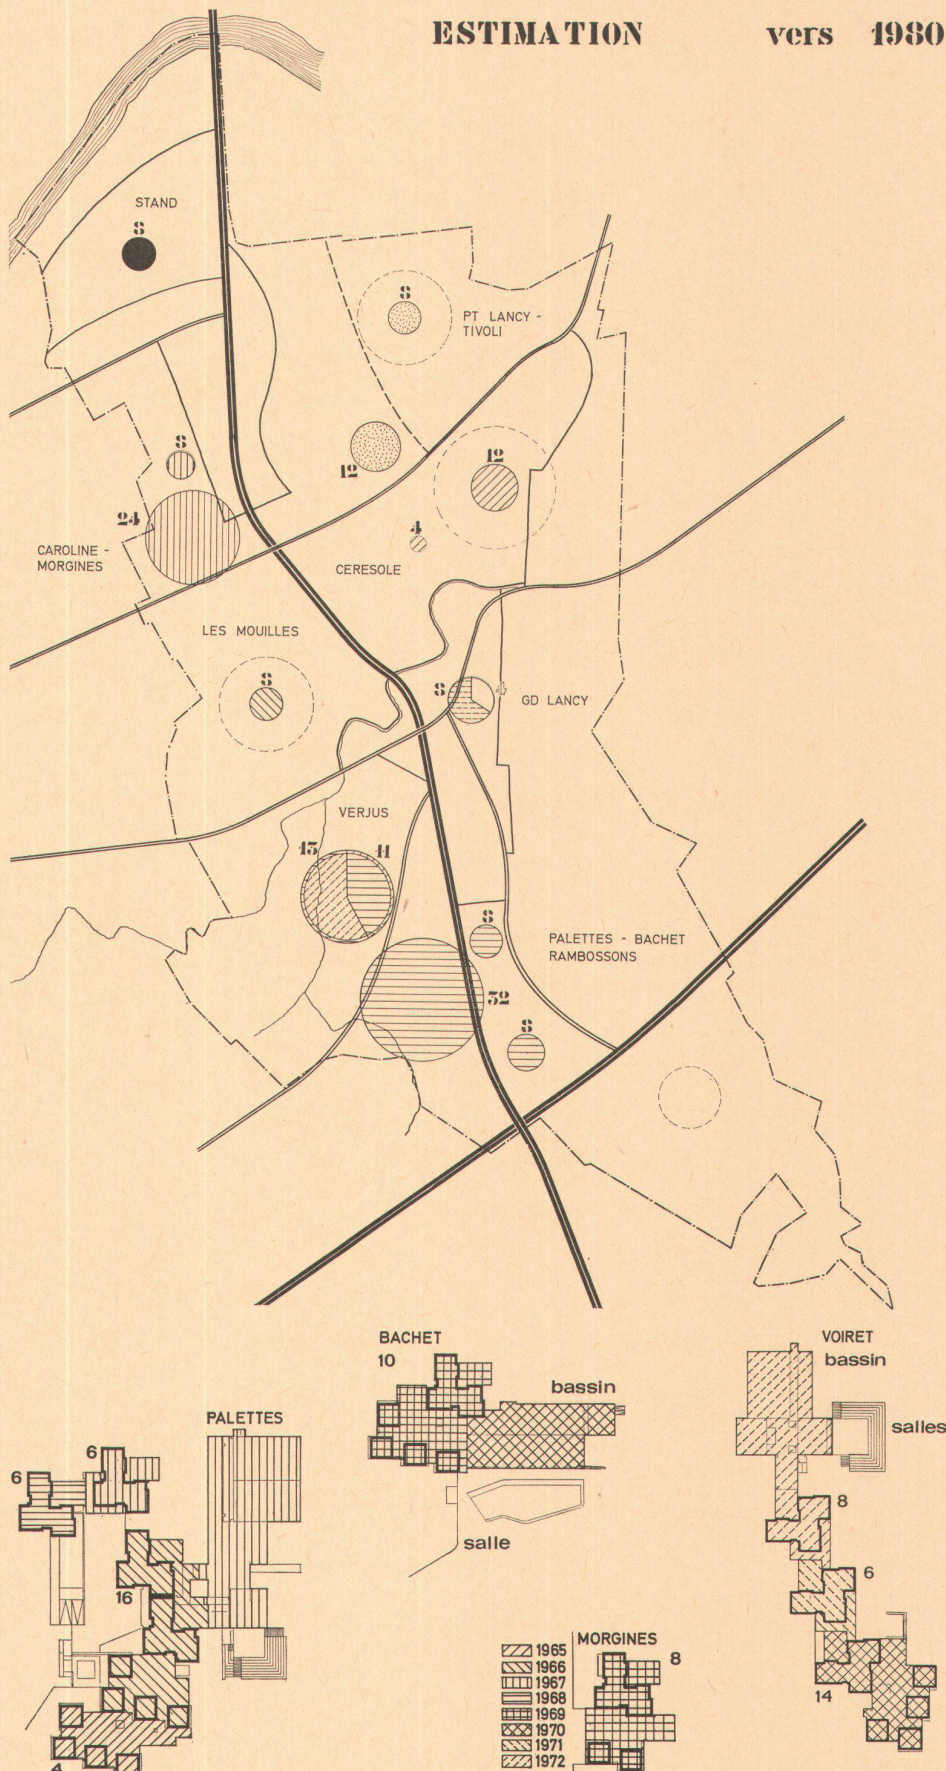 ESTIMATION vers 1980
STAND
8
8
PT LANCY -
TIVOLI
8
12
12
24
4
CAROLINE -
MORGINES
CERESOLE
LES MOUILLES
8
8
4
GD LANCY
VERJUS
13
11
8
PALETTES - BACHET
RAMBOSSONS
32
8
BACHET
10
bassin
salle
VOIRET
bassin
salles
8
6
14
PALETTES
6
6
16
4
MORGINES
8
1965
1966
1967
1968
1969
1970
1971
1972